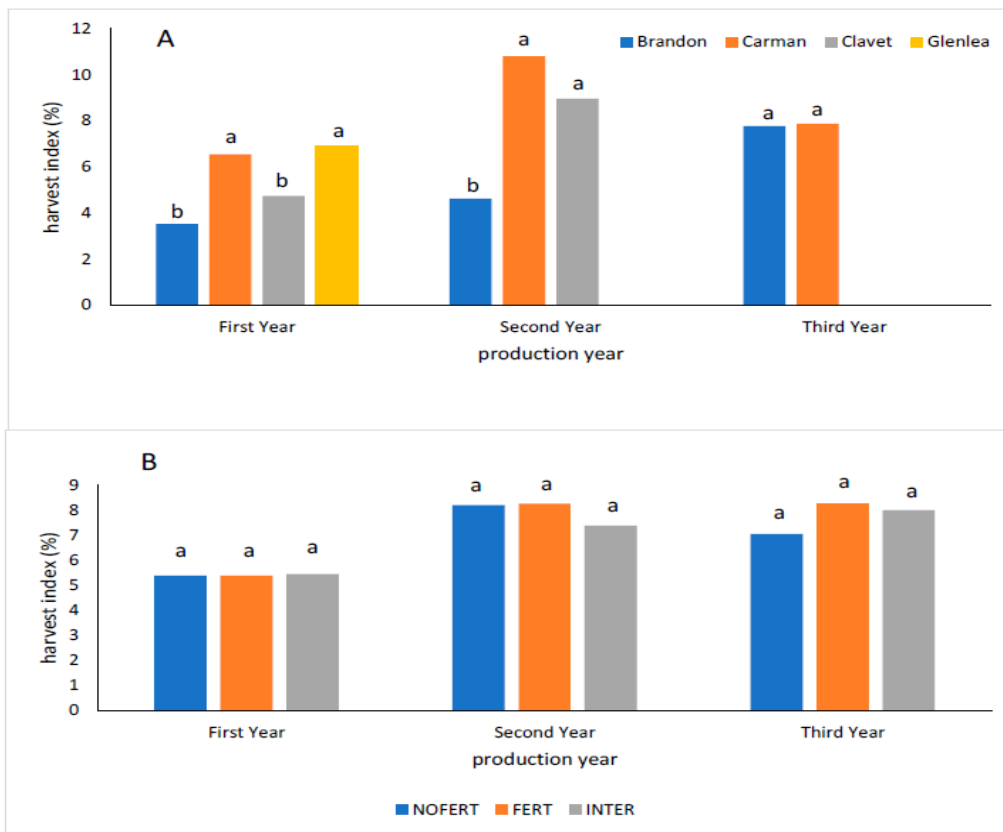 A
Brandon Carman Clavet Glenlea
harvest index (%)
12
10
8
6
4
2
0
b a b a
b a a
a a
First Year Second Year Third Year
production year
B
harvest index (%)
9
8
7
6
5
4
3
2
1
0
a a a
a a a
a a a
First Year Second Year Third Year
production year
NOFERT FERT INTER